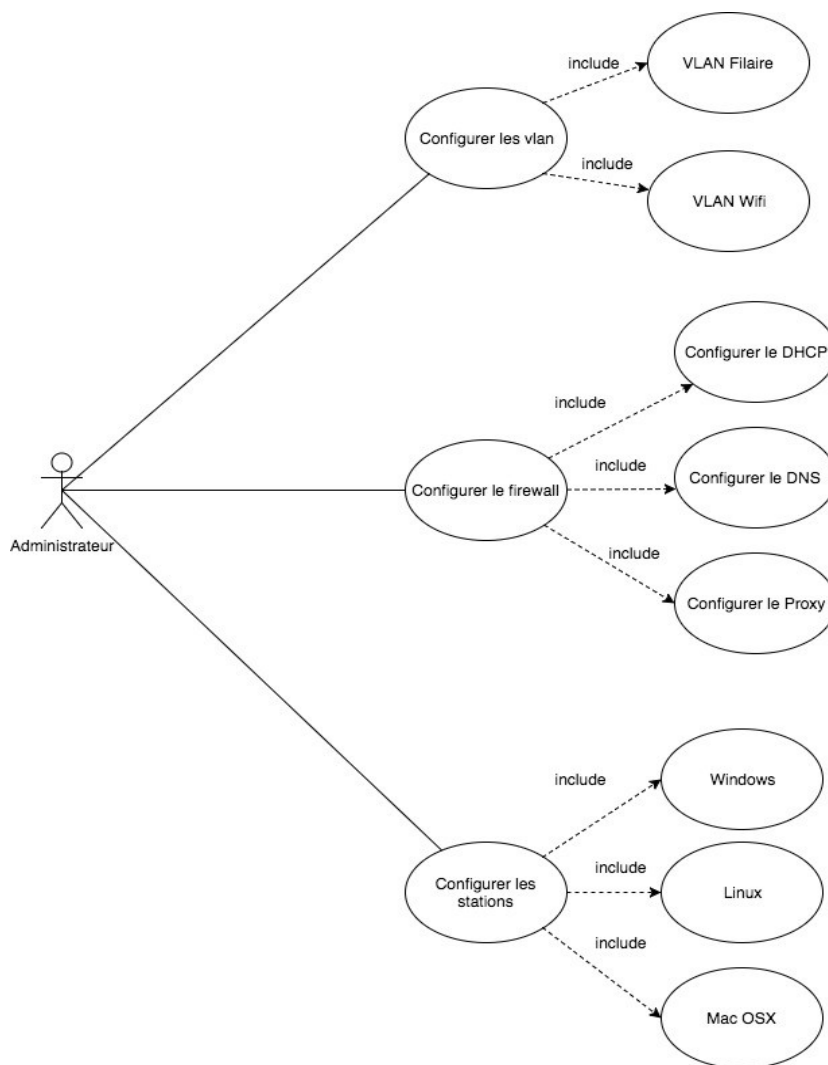 include
VLAN Filaire
Configurer les vlan
include
VLAN Wifi
Configurer le DHCP
include
Configurer le firewall
include
Configurer le DNS
include
Configurer le Proxy
Administrateur
include
Windows
Configurer les
stations
include
Linux
include
Mac OSX